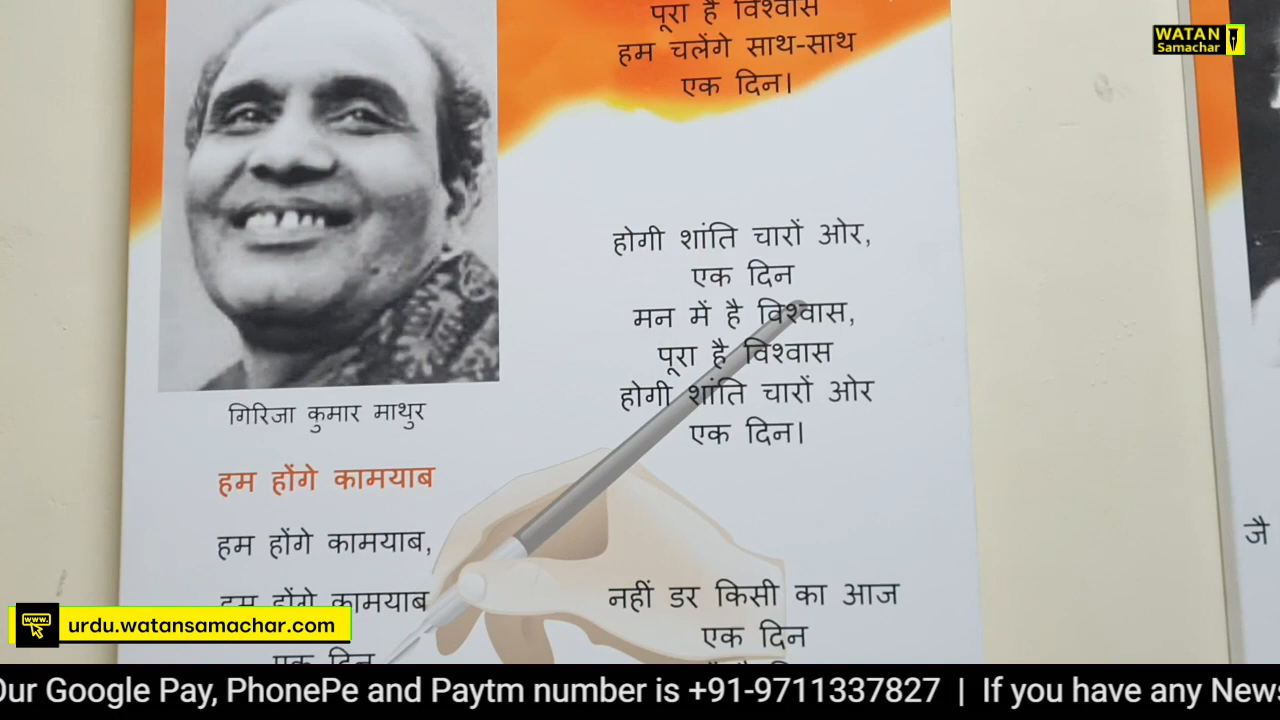 पूरा है विश्वास
हम चलेंगे साथ-साथ
एक दिन।
WATAN
Samachar
होगी शांति चारों ओर,
एक दिन
मन में है विश्वास,
पूरा है विश्वास
होगी शांति चारों ओर
एक दिन।
गिरिजा कुमार माथुर
हम होंगे कामयाब
हम होंगे कामयाब,
हम होंगे कामयाब
एक दिन
नहीं डर किसी का आज
एक दिन
जै
www.
urdu.watansamachar.com
Our Google Pay, PhonePe and Paytm number is +91-9711337827 | If you have any News